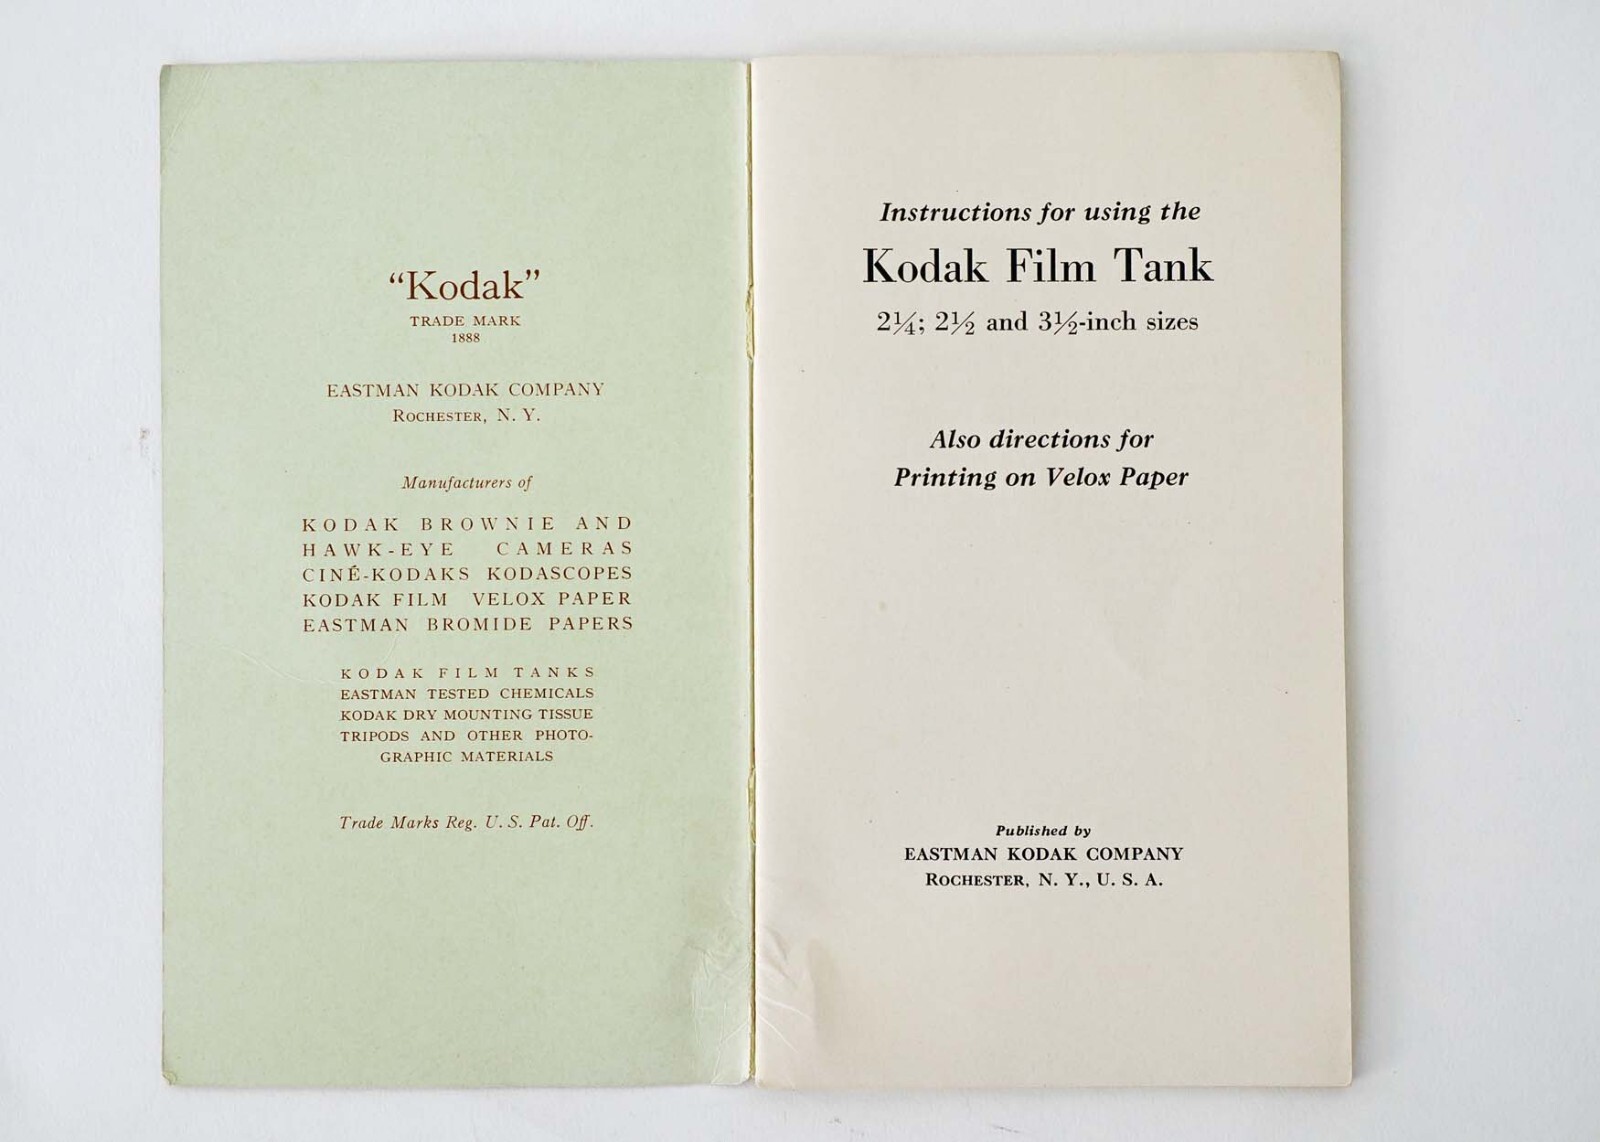 “Kodak”
TRADE MARK
1888
EASTMAN KODAK COMPANY
ROCHESTER, N. Y.
Manufacturers of
KODAK BROWNIE AND
HAWK-EYE CAMERAS
CINÉ-KODAKS KODASCOPES
KODAK FILM VELOX PAPER
EASTMAN BROMIDE PAPERS
KODAK FILM TANKS
EASTMAN TESTED CHEMICALS
KODAK DRY MOUNTING TISSUE
TRIPODS AND OTHER PHOTO-
GRAPHIC MATERIALS
Trade Marks Reg. U. S. Pat. Off.
Instructions for using the
Kodak Film Tank
2¼; 2½ and 3½-inch sizes
Also directions for
Printing on Velox Paper
Published by
EASTMAN KODAK COMPANY
ROCHESTER, N. Y., U. S. A.